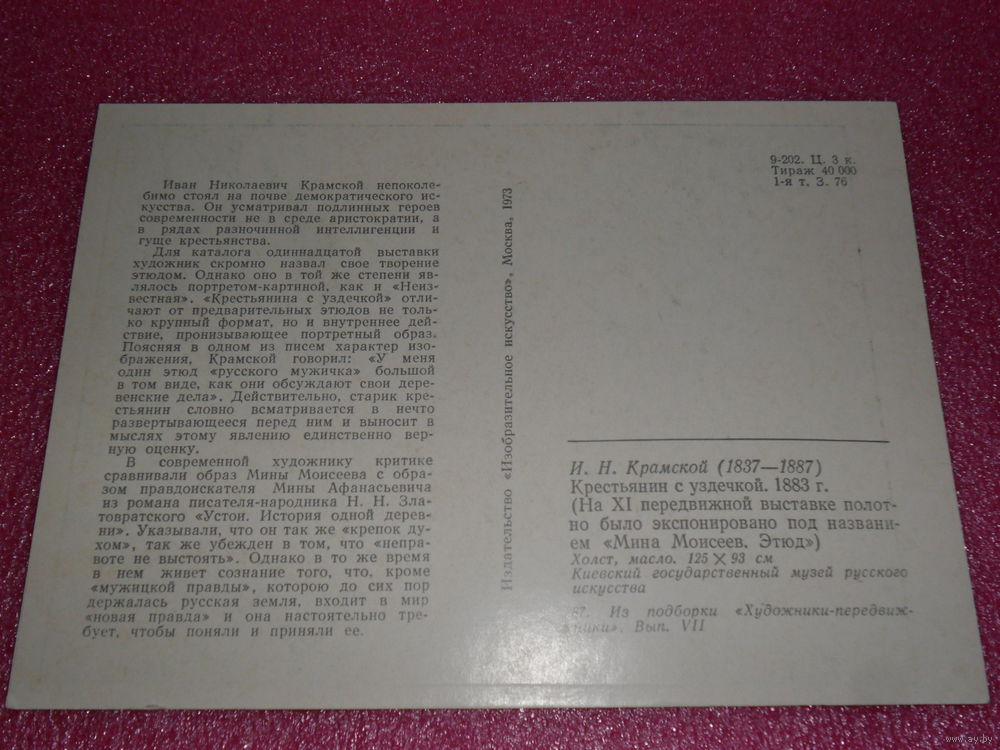 Иван Николаевич Крамской непоколе-
бимо стоял на почве демократического ис-
кусства. Он усматривал подлинных героев
современности не в среде аристократии, а
в рядах разночинной интеллигенции и
гуще крестьянства.
Для каталога одиннадцатой выставки
художник скромно назвал свое творение
этюдом. Однако оно в той же степени яв-
лялось портретом-картиной, как и «Неиз-
вестная». «Крестьянина с уздечкой» отли-
чают от предварительных этюдов не толь-
ко крупный формат, но и внутреннее дей-
ствие, пронизывающее портретный образ.
Поясняя в одном из писем характер изо-
бражения, Крамской говорил: «У меня
один этюд «русского мужичка» большой
в том виде, как они обсуждают свои дере-
венские дела». Действительно, старик кре-
стьянин словно всматривается в нечто
развертывающееся перед ним и выносит в
мыслях этому явлению единственно вер-
ную оценку.
В современной художнику критике
сравнивали образ Мины Моисеева с обра-
зом правдоискателя Мины Афанасьевича
из романа писателя-народника Н. Н. Зла-
товратского «Устои. История одной дерев-
ни». Указывали, что он так же «крепок ду-
хом», так же убежден в том, что «неправ-
воте не выстоять». Однако в то же время
в нем живет сознание того, что, кроме
«мужицкой правды», которою до сих пор
держалась русская земля, входит в мир
«новая правда» и она настоятельно тре-
бует, чтобы поняли и приняли ее.
Издательство «Изобразительное искусство», Москва, 1973
9-202. Ц. 3 к.
Тираж 40 000
1-я т. З. 76
И. Н. Крамской (1837—1887)
Крестьянин с уздечкой. 1883 г.
(На XI передвижной выставке полот-
но было экспонировано под названи-
ем «Мина Моисеев. Этюд»)
Холст, масло. 125 × 93 см
Киевский государственный музей русского
искусства
87. Из подборки «Художники-передвиж-
ники». Вып. VII
www.ay.by